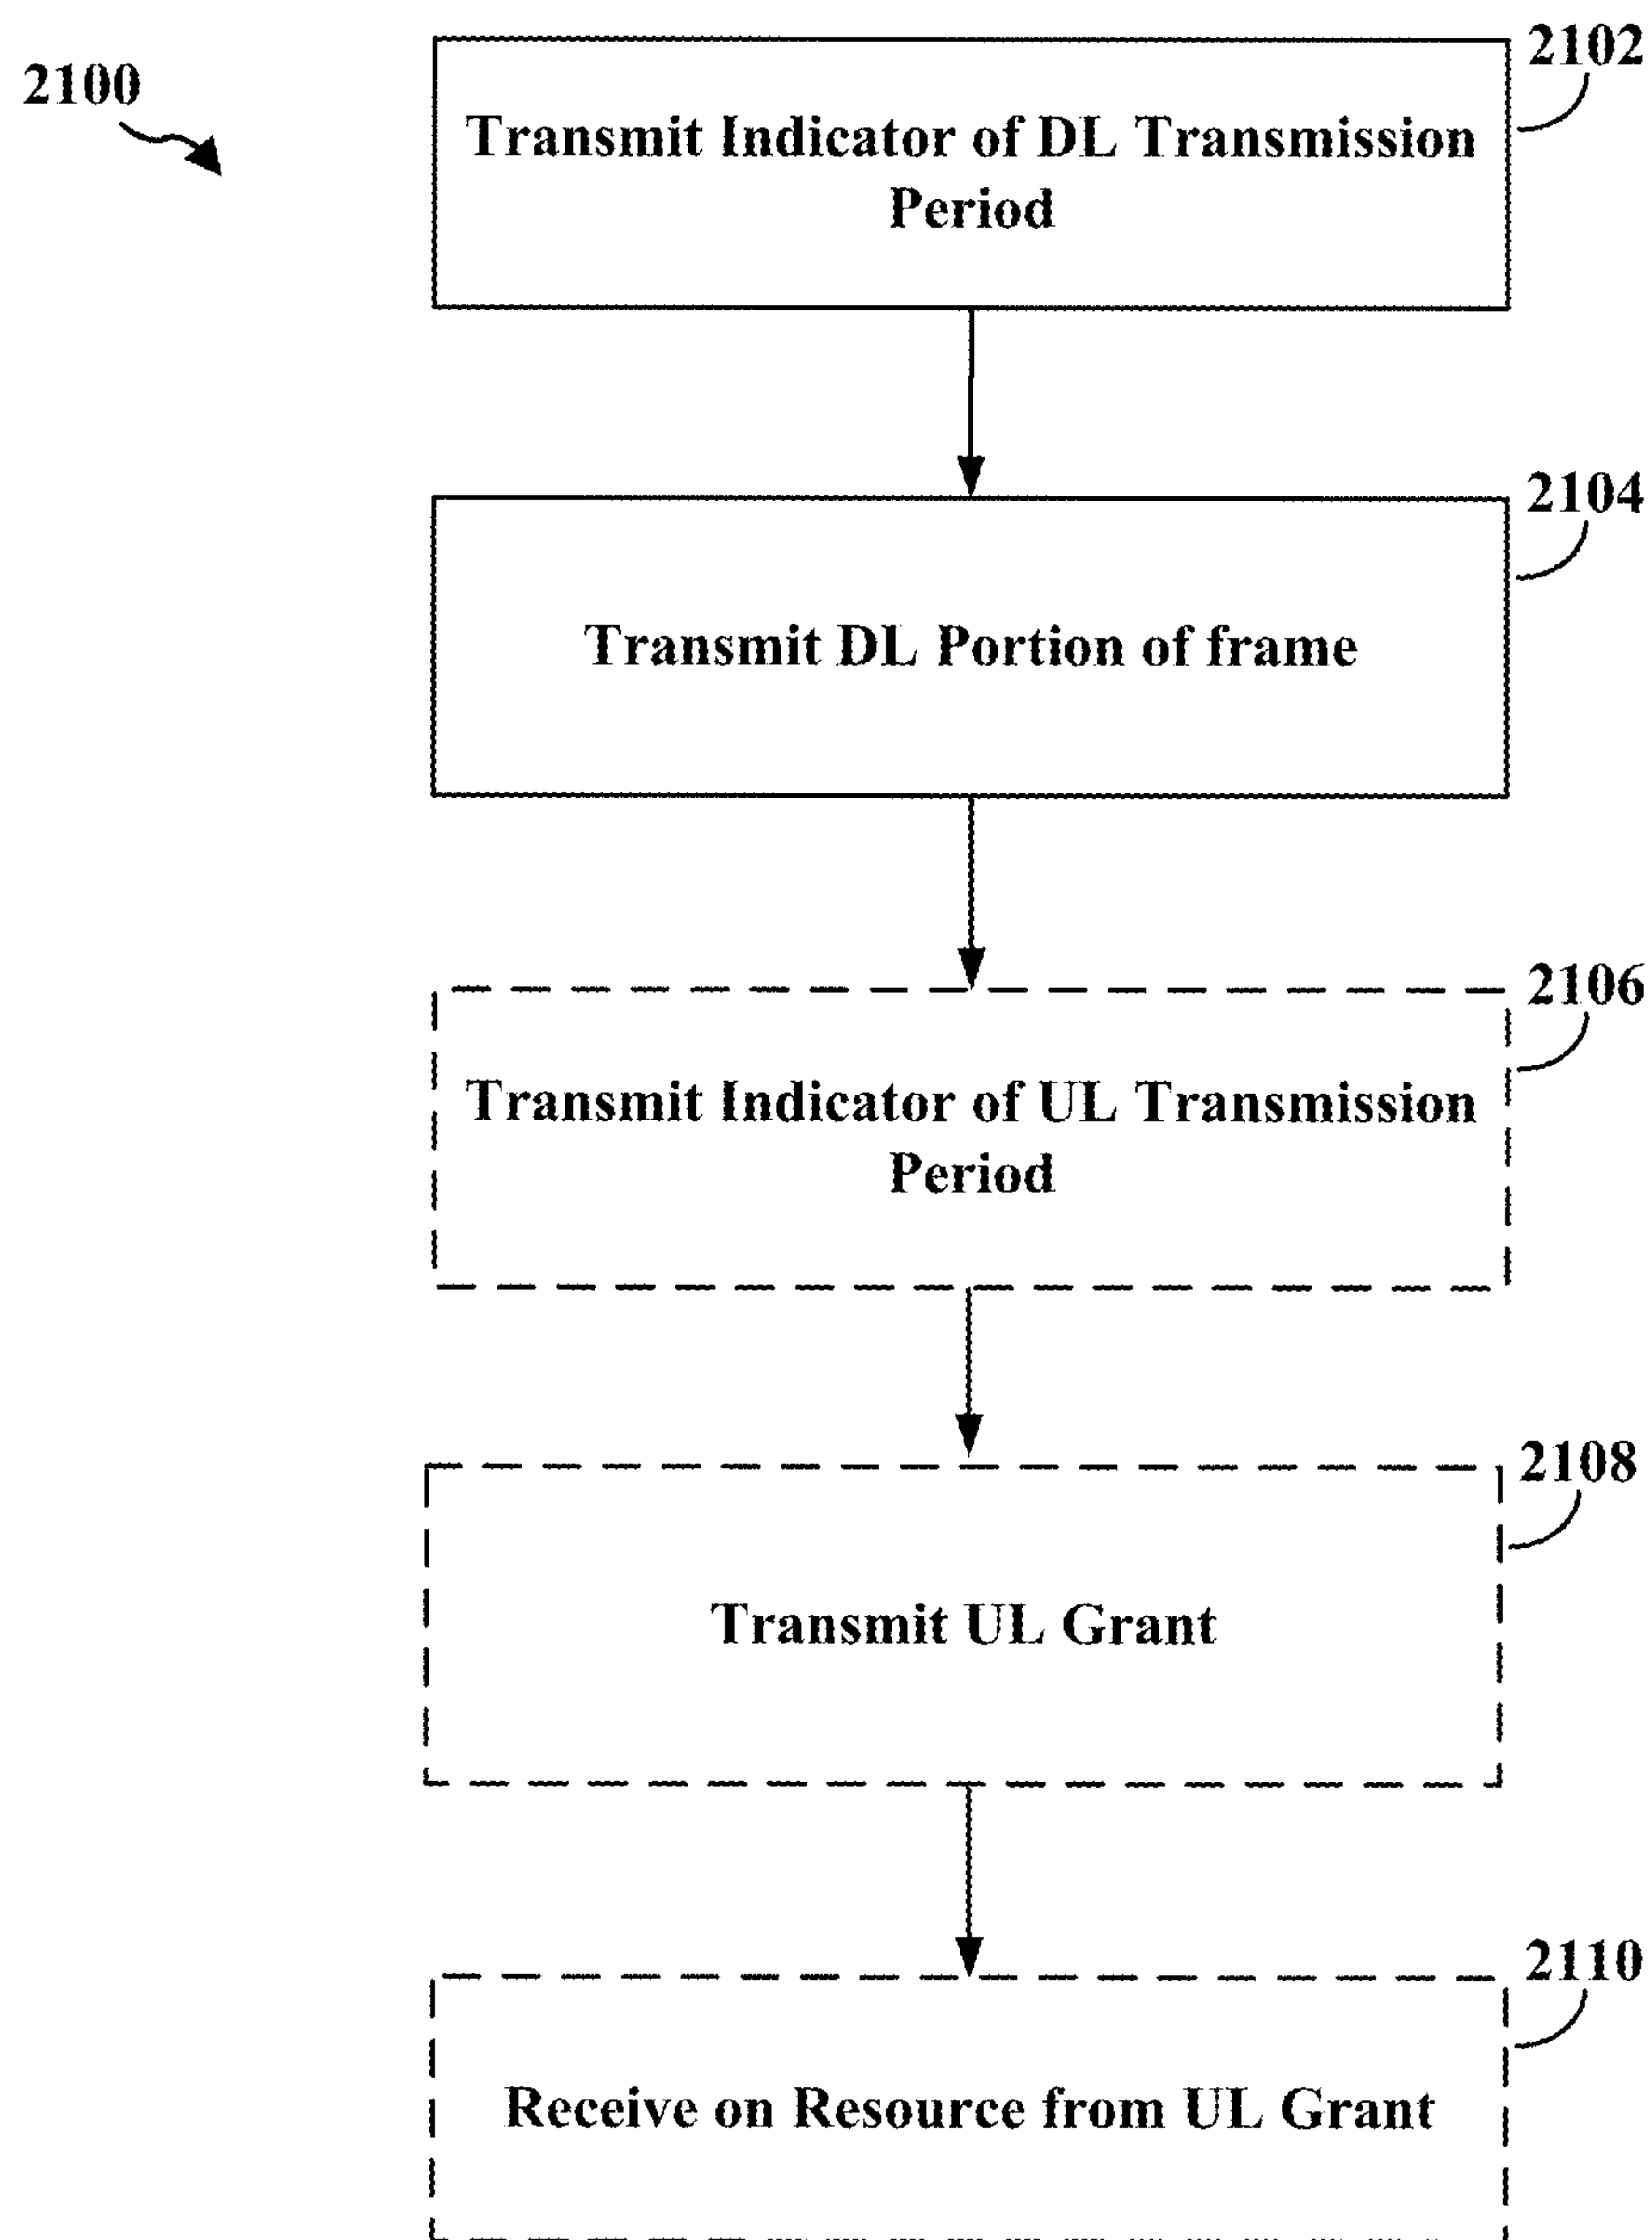 2100
2102
Transmit Indicator of DL Transmission
Period
2104
Transmit DL Portion of frame
2106
Transmit Indicator of UL Transmission
Period
2108
Transmit UL Grant
2110
Receive on Resource from UL Grant